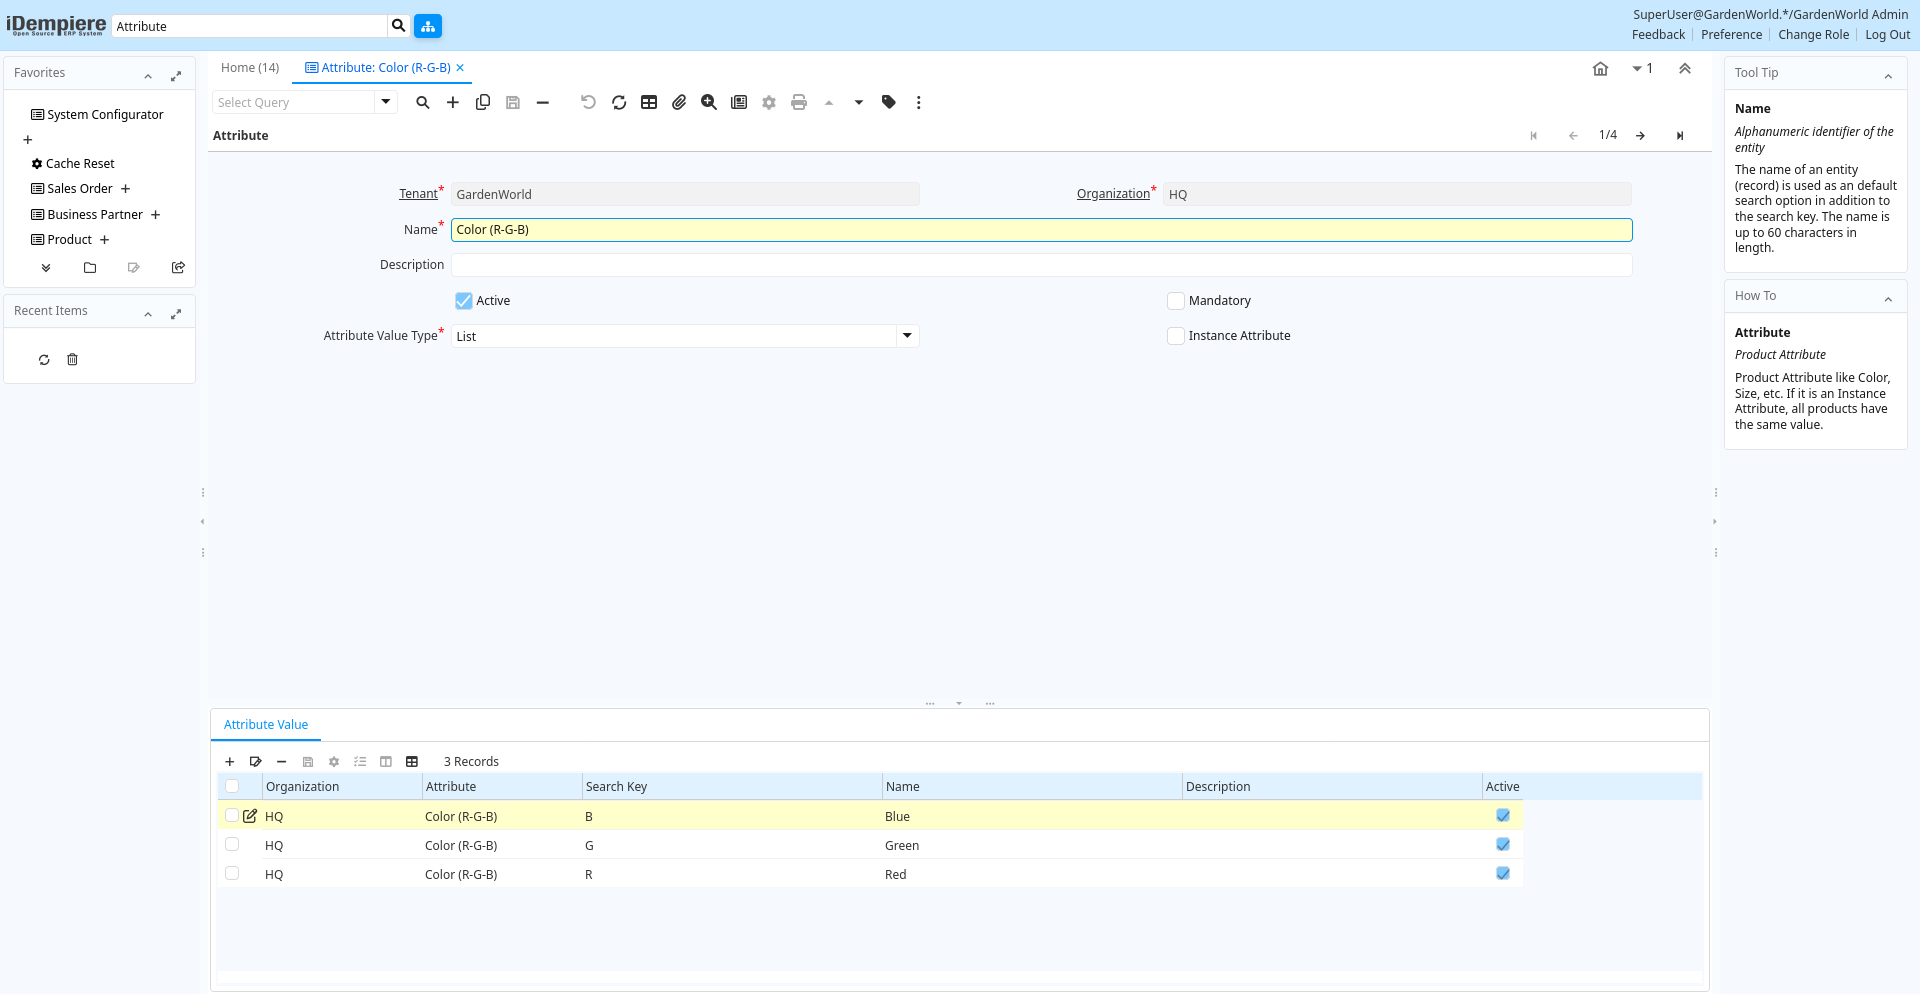 iDempiere
Open Source ERP System
Attribute
SuperUser@GardenWorld.*/GardenWorld Admin
Feedback
Preference
Change Role
Log Out
Favorites
System Configurator
Cache Reset
Sales Order
Business Partner
Product
Recent Items
Home (14)
Attribute: Color (R-G-B)
1
Select Query
Attribute
1/4
Tenant*
GardenWorld
Organization*
HQ
Name*
Color (R-G-B)
Description
Active
Mandatory
Attribute Value Type*
List
Instance Attribute
Attribute Value
3 Records
Organization Attribute Search Key Name Description Active
HQ Color (R-G-B) B Blue
HQ Color (R-G-B) G Green
HQ Color (R-G-B) R Red
Tool Tip
Name
Alphanumeric identifier of the
entity
The name of an entity
(record) is used as an default
search option in addition to
the search key. The name is
up to 60 characters in
length.
How To
Attribute
Product Attribute
Product Attribute like Color,
Size, etc. If it is an Instance
Attribute, all products have
the same value.